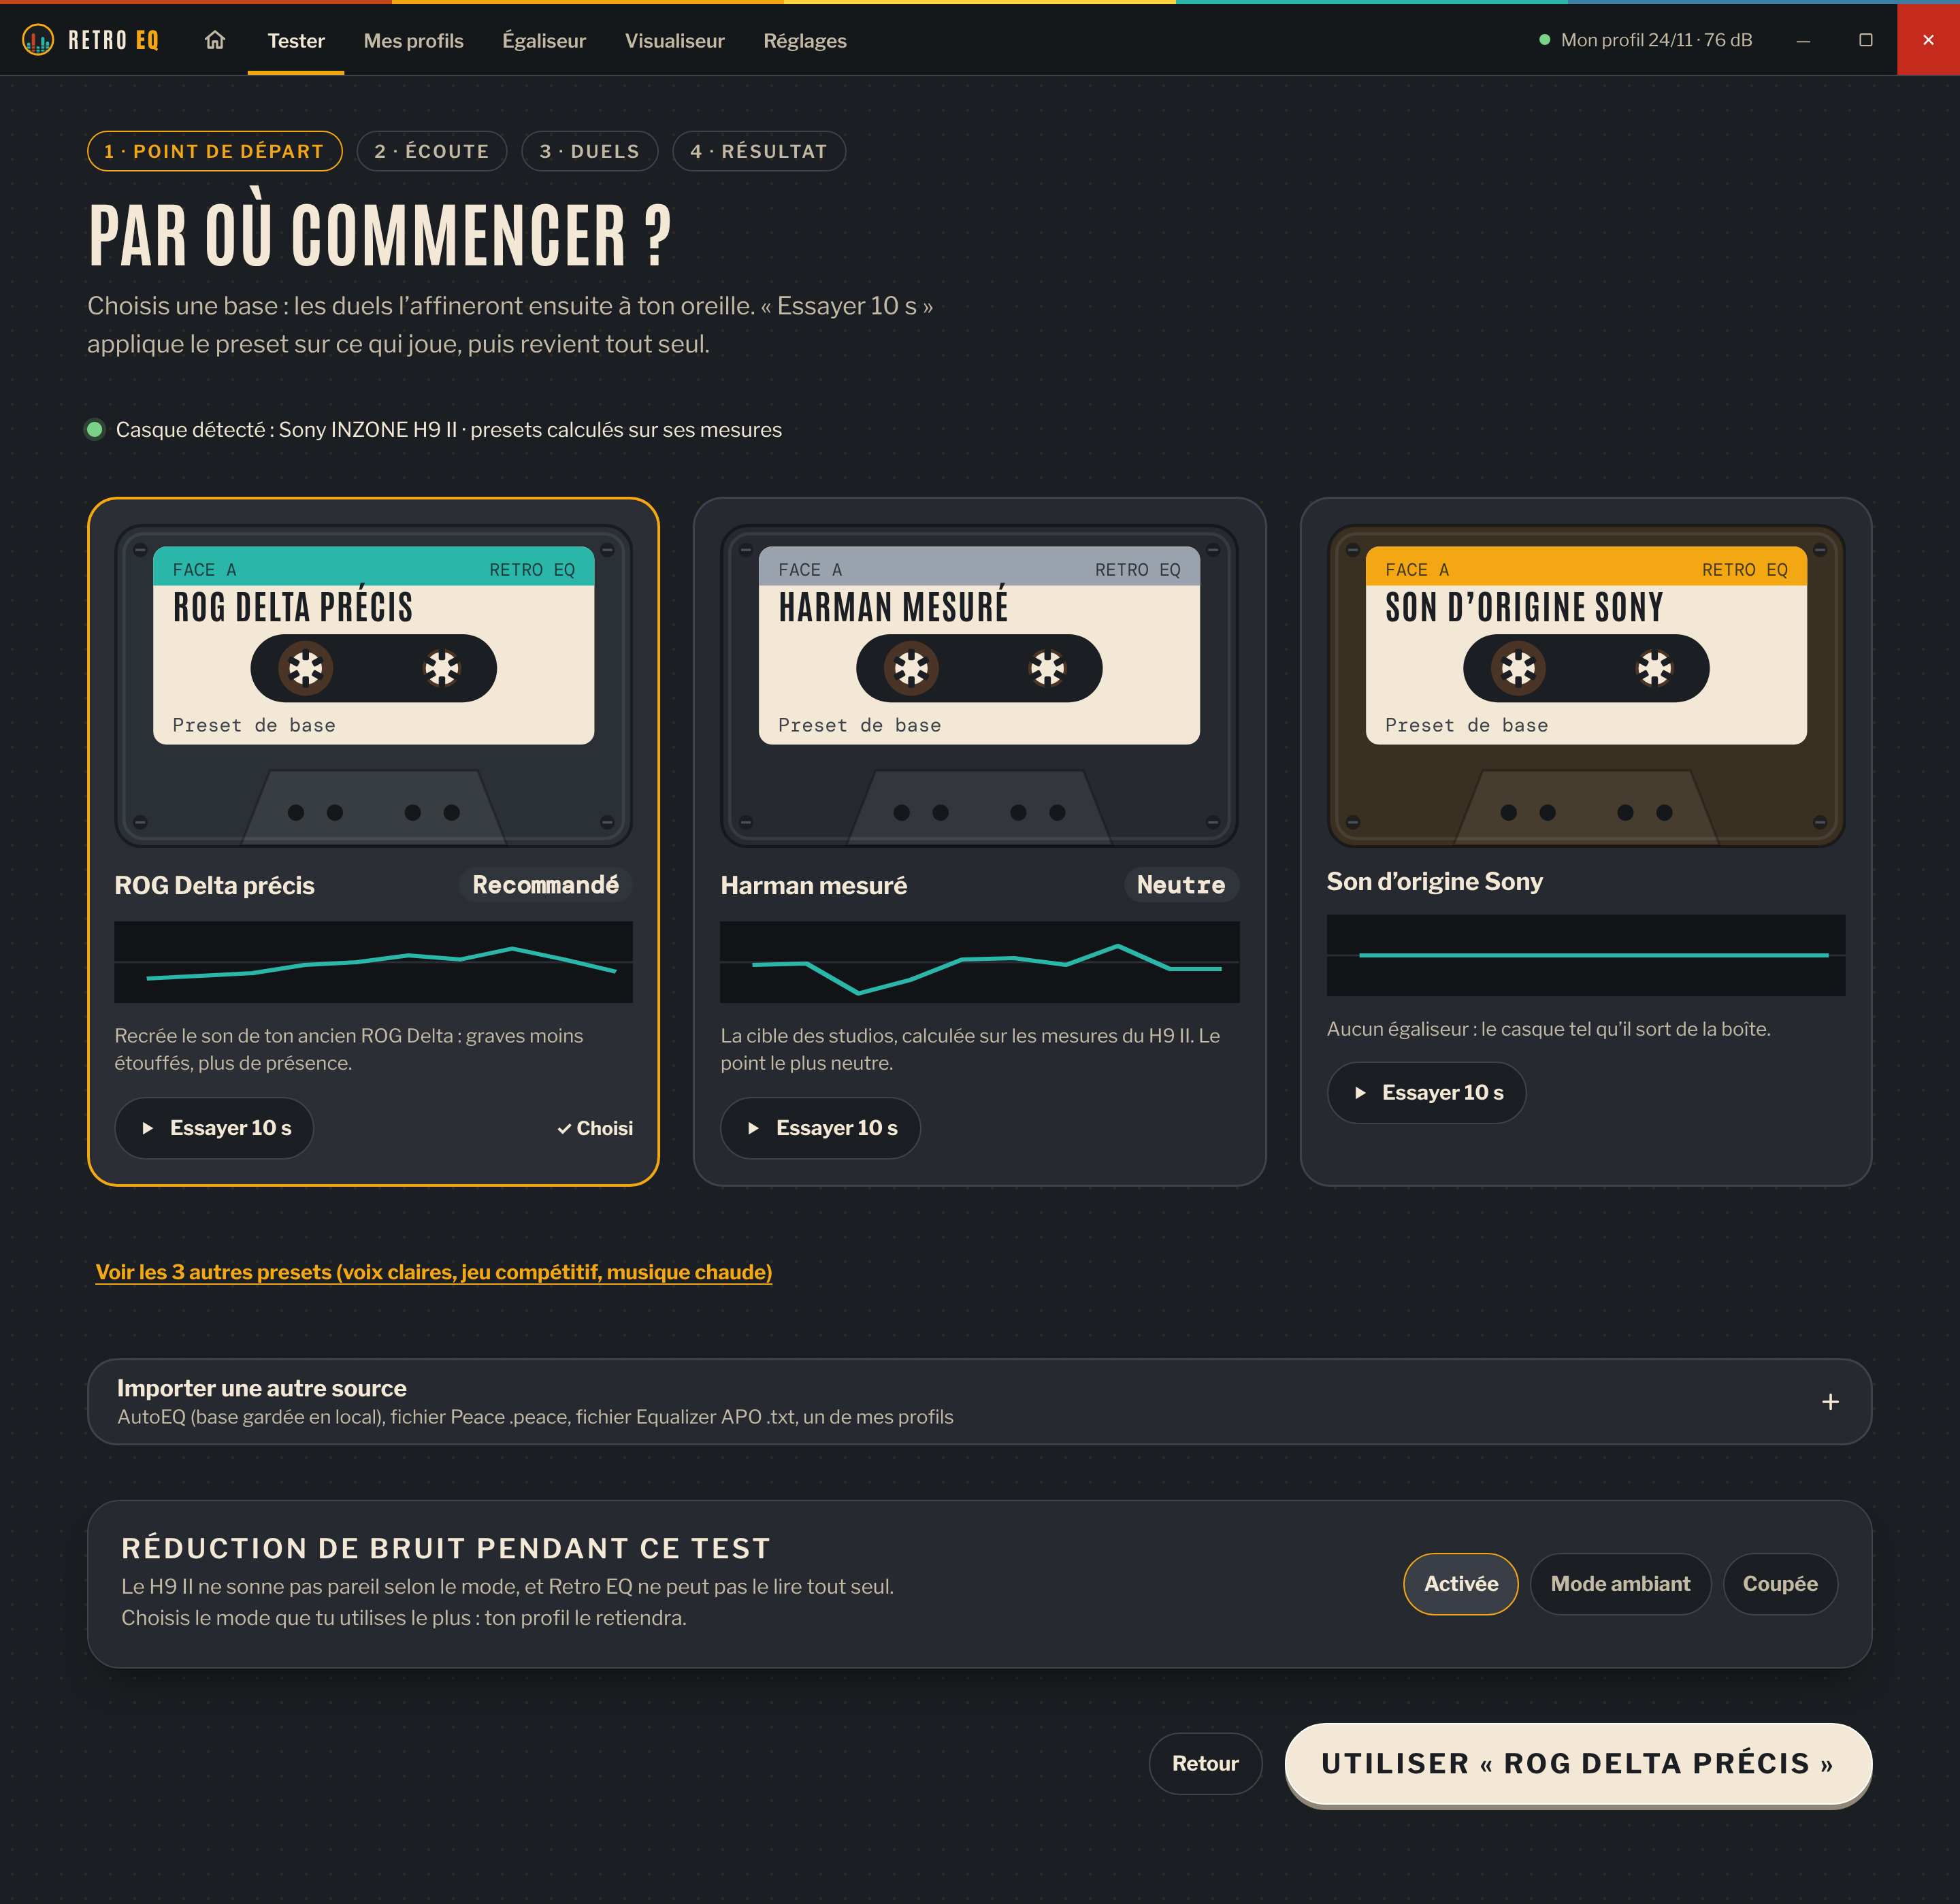 RETRO EQ
Tester
Mes profils
Égaliseur
Visualiseur
Réglages
Mon profil 24/11 · 76 dB
1 · POINT DE DÉPART
2 · ÉCOUTE
3 · DUELS
4 · RÉSULTAT
PAR OÙ COMMENCER ?
Choisis une base : les duels l’affineront ensuite à ton oreille. « Essayer 10 s »
applique le preset sur ce qui joue, puis revient tout seul.
Casque détecté : Sony INZONE H9 II · presets calculés sur ses mesures
FACE A
RETRO EQ
ROG DELTA PRÉCIS
Preset de base
ROG Delta précis
Recommandé
Recrée le son de ton ancien ROG Delta : graves moins
étouffés, plus de présence.
Essayer 10 s
Choisi
FACE A
RETRO EQ
HARMAN MESURÉ
Preset de base
Harman mesuré
Neutre
La cible des studios, calculée sur les mesures du H9 II. Le
point le plus neutre.
Essayer 10 s
FACE A
RETRO EQ
SON D’ORIGINE SONY
Preset de base
Son d’origine Sony
Aucun égaliseur : le casque tel qu’il sort de la boîte.
Essayer 10 s
Voir les 3 autres presets (voix claires, jeu compétitif, musique chaude)
Importer une autre source
AutoEQ (base gardée en local), fichier Peace .peace, fichier Equalizer APO .txt, un de mes profils
RÉDUCTION DE BRUIT PENDANT CE TEST
Le H9 II ne sonne pas pareil selon le mode, et Retro EQ ne peut pas le lire tout seul.
Choisis le mode que tu utilises le plus : ton profil le retiendra.
Activée
Mode ambiant
Coupée
Retour
UTILISER « ROG DELTA PRÉCIS »